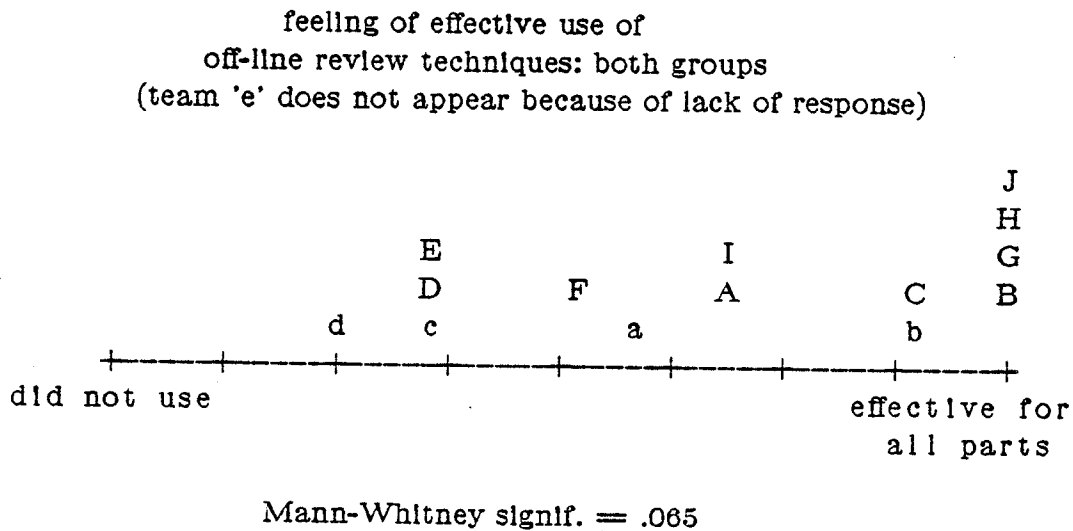 feeling of effective use of
off-line review techniques: both groups
(team 'e' does not appear because of lack of response)
J
H
E I G
D F A C B
d c a b
did not use
effective for
all parts
Mann-Whitney signif. = .065